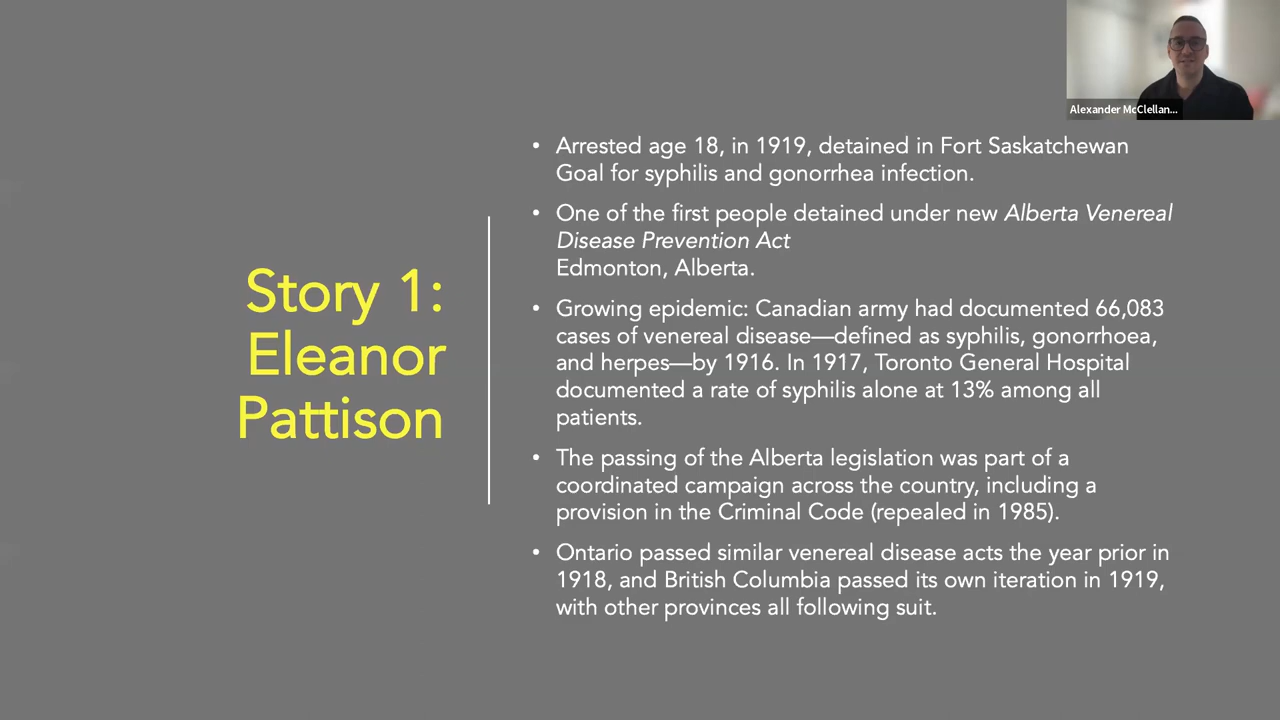 Alexander McClellan...
Story 1:
Eleanor
Pattison
• Arrested age 18, in 1919, detained in Fort Saskatchewan
Goal for syphilis and gonorrhea infection.
• One of the first people detained under new Alberta Venereal
Disease Prevention Act
Edmonton, Alberta.
• Growing epidemic: Canadian army had documented 66,083
cases of venereal disease—defined as syphilis, gonorrhoea,
and herpes—by 1916. In 1917, Toronto General Hospital
documented a rate of syphilis alone at 13% among all
patients.
• The passing of the Alberta legislation was part of a
coordinated campaign across the country, including a
provision in the Criminal Code (repealed in 1985).
• Ontario passed similar venereal disease acts the year prior in
1918, and British Columbia passed its own iteration in 1919,
with other provinces all following suit.